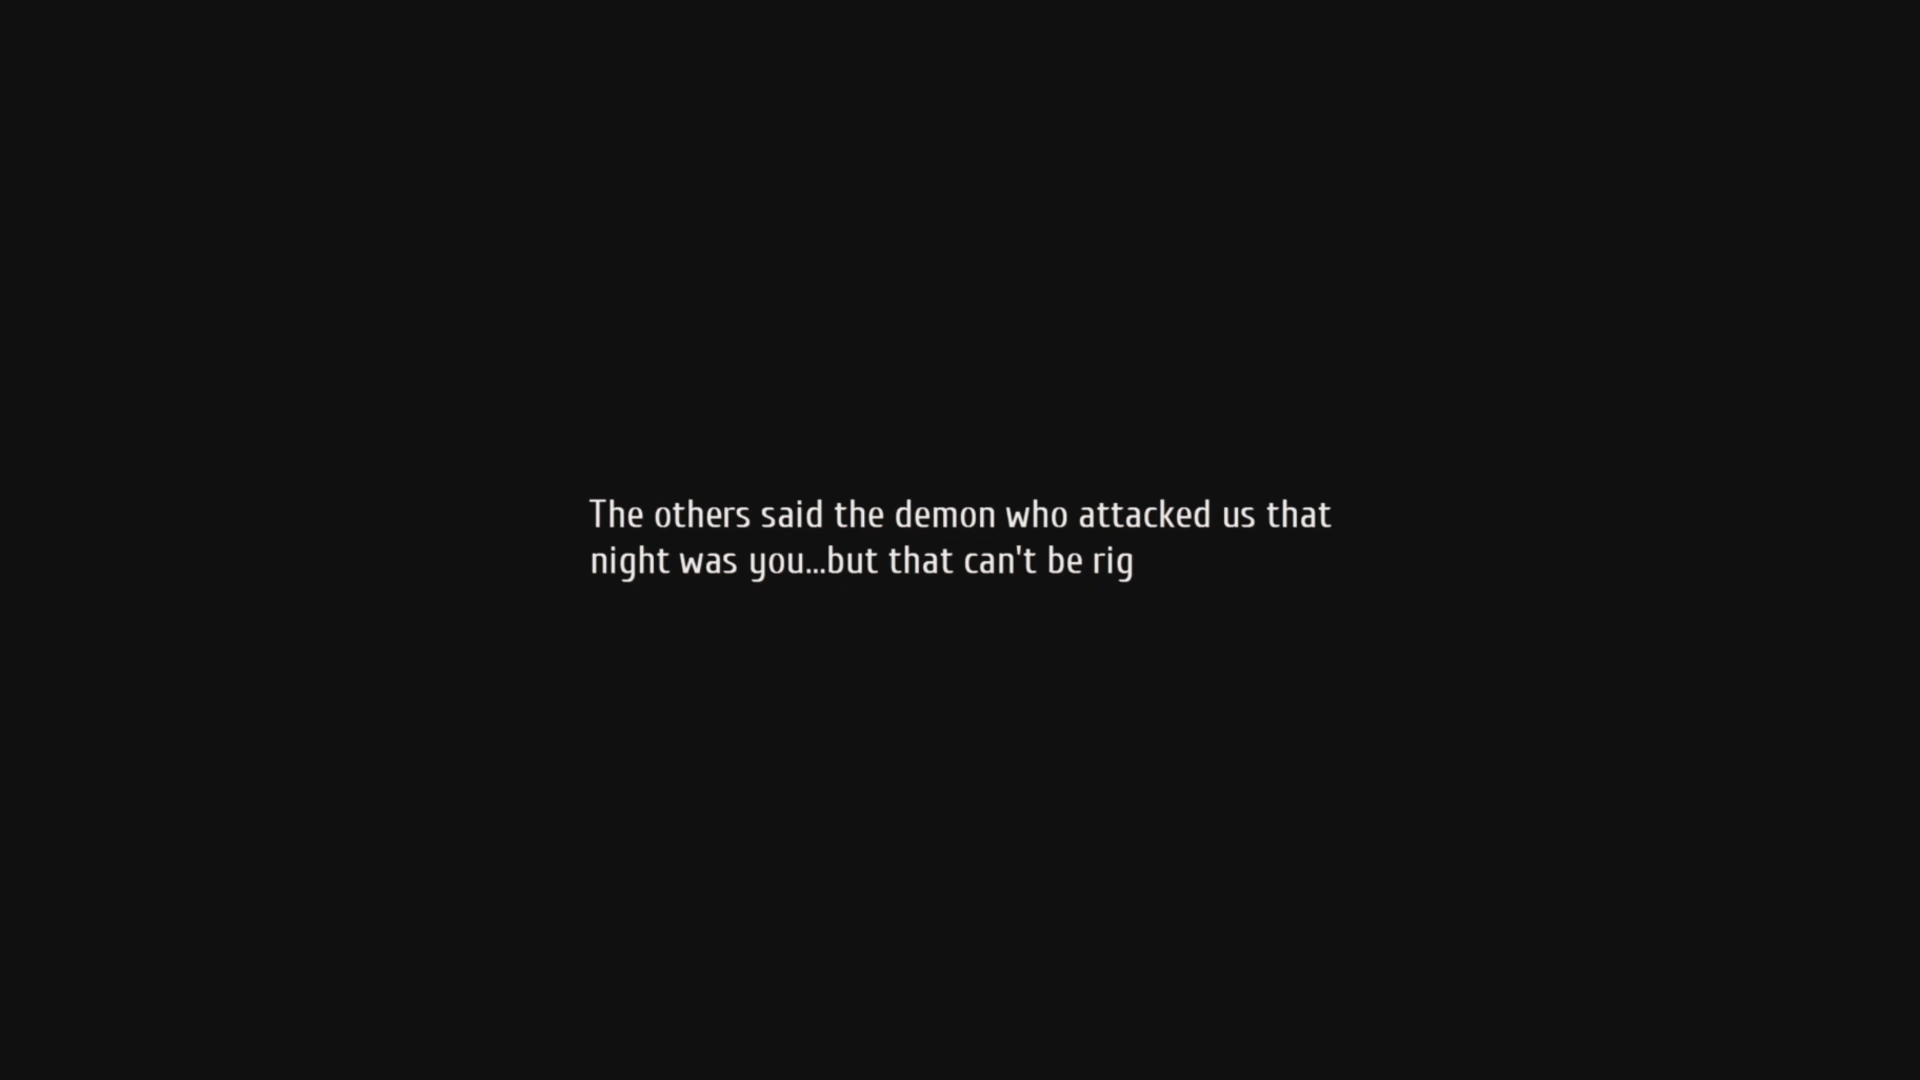 The others said the demon who attacked us that
night was you...but that can't be rig